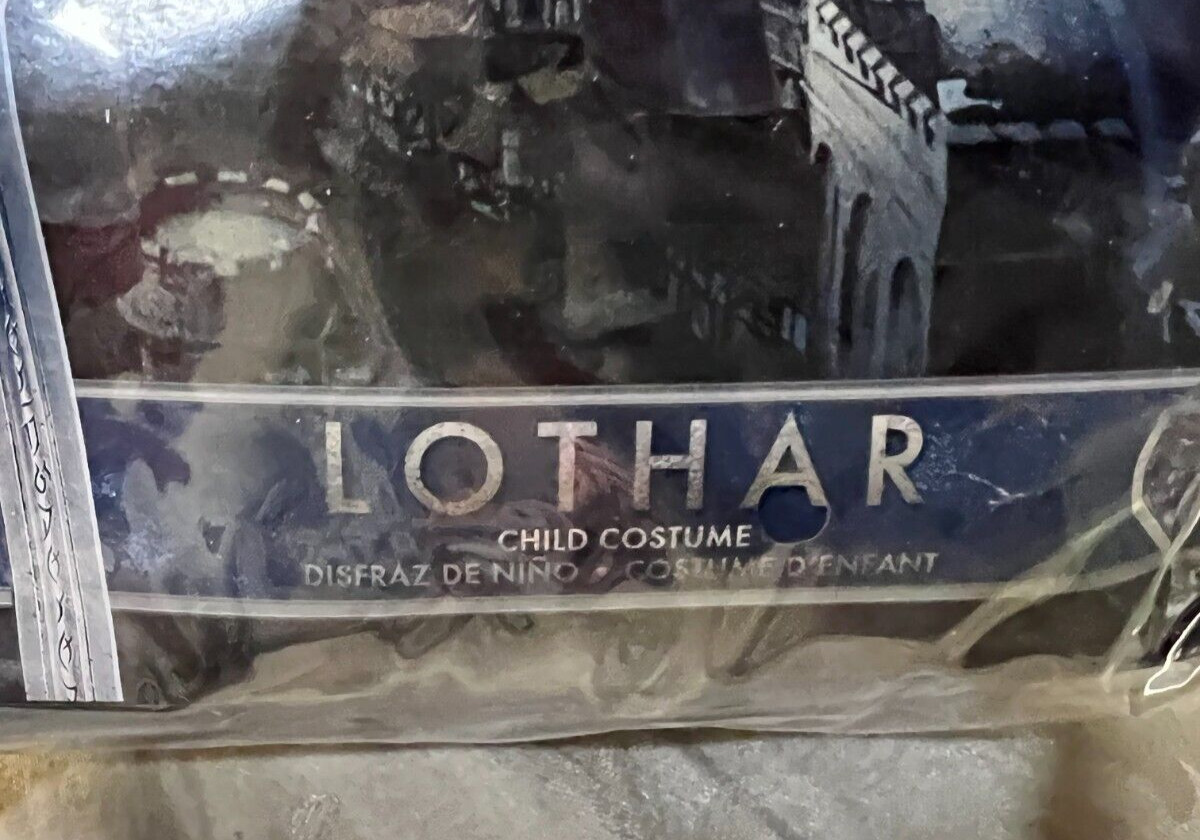 LOTHAR
CHILD COSTUME
DISFRAZ DE NIÑO • COSTUME D'ENFANT